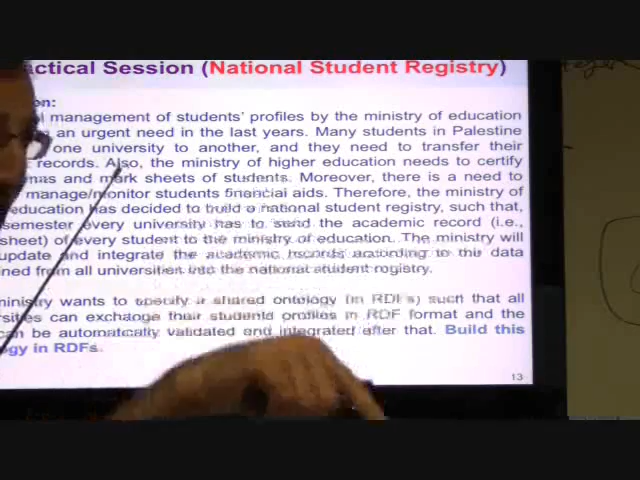 actical Session (National Student Registry)
on:
management of students' profiles by the ministry of education
an urgent need in the last years. Many students in Palestine
one university to another, and they need to transfer their
records. Also, the ministry of higher education needs to certify
mas and mark sheets of students. Moreover, there is a need to
manage/monitor students financial aids. Therefore, the ministry of
education has decided to build a national student registry, such that,
semester every university has to send the academic record (i.e.,
sheet) of every student to the ministry of education. The ministry will
update and integrate the academic records according to the data
ned from all universities into the national student registry.
ministry wants to specify a shared ontology (in RDFs) such that all
rsities can exchange their students profiles in RDF format and the
can be automatically validated and integrated after that. Build this
ogy in RDFs.
13